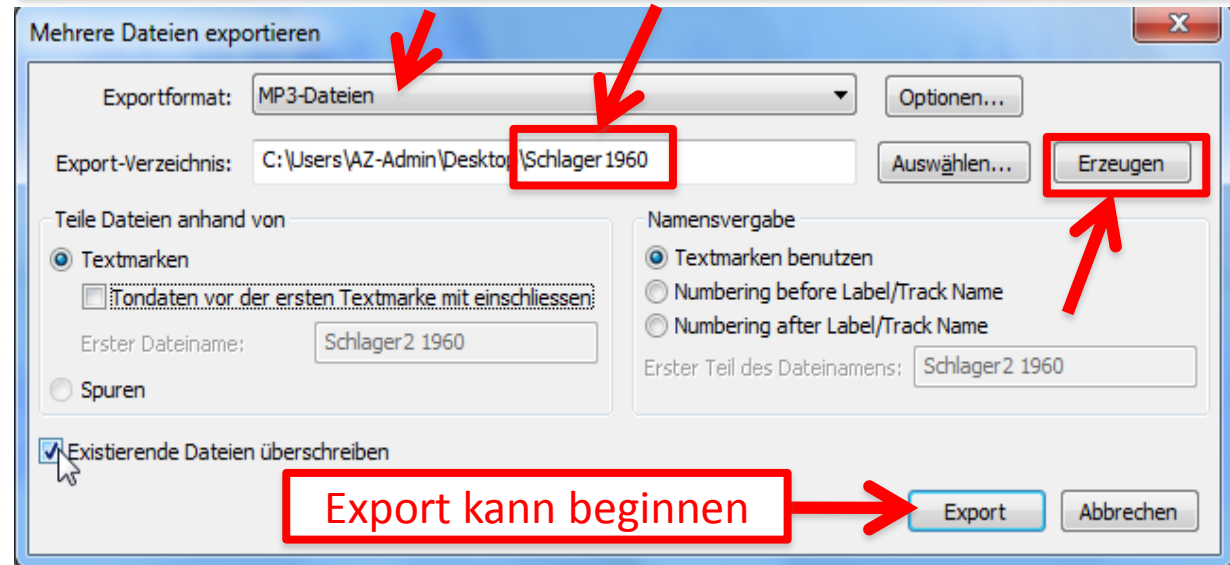 Mehrere Dateien exportieren
Exportformat: MP3-Dateien Optionen...
Export-Verzeichnis: C:\Users\AZ-Admin\Desktop\Schlager1960 Auswählen... Erzeugen
Teile Dateien anhand von
Textmarken
Tondaten vor der ersten Textmarke mit einschliessen
Erster Dateiname: Schlager2 1960
Spuren
Namensvergabe
Textmarken benutzen
Numbering before Label/Track Name
Numbering after Label/Track Name
Erster Teil des Dateinamens: Schlager2 1960
Existierende Dateien überschreiben
Export kann beginnen
Export Abbrechen